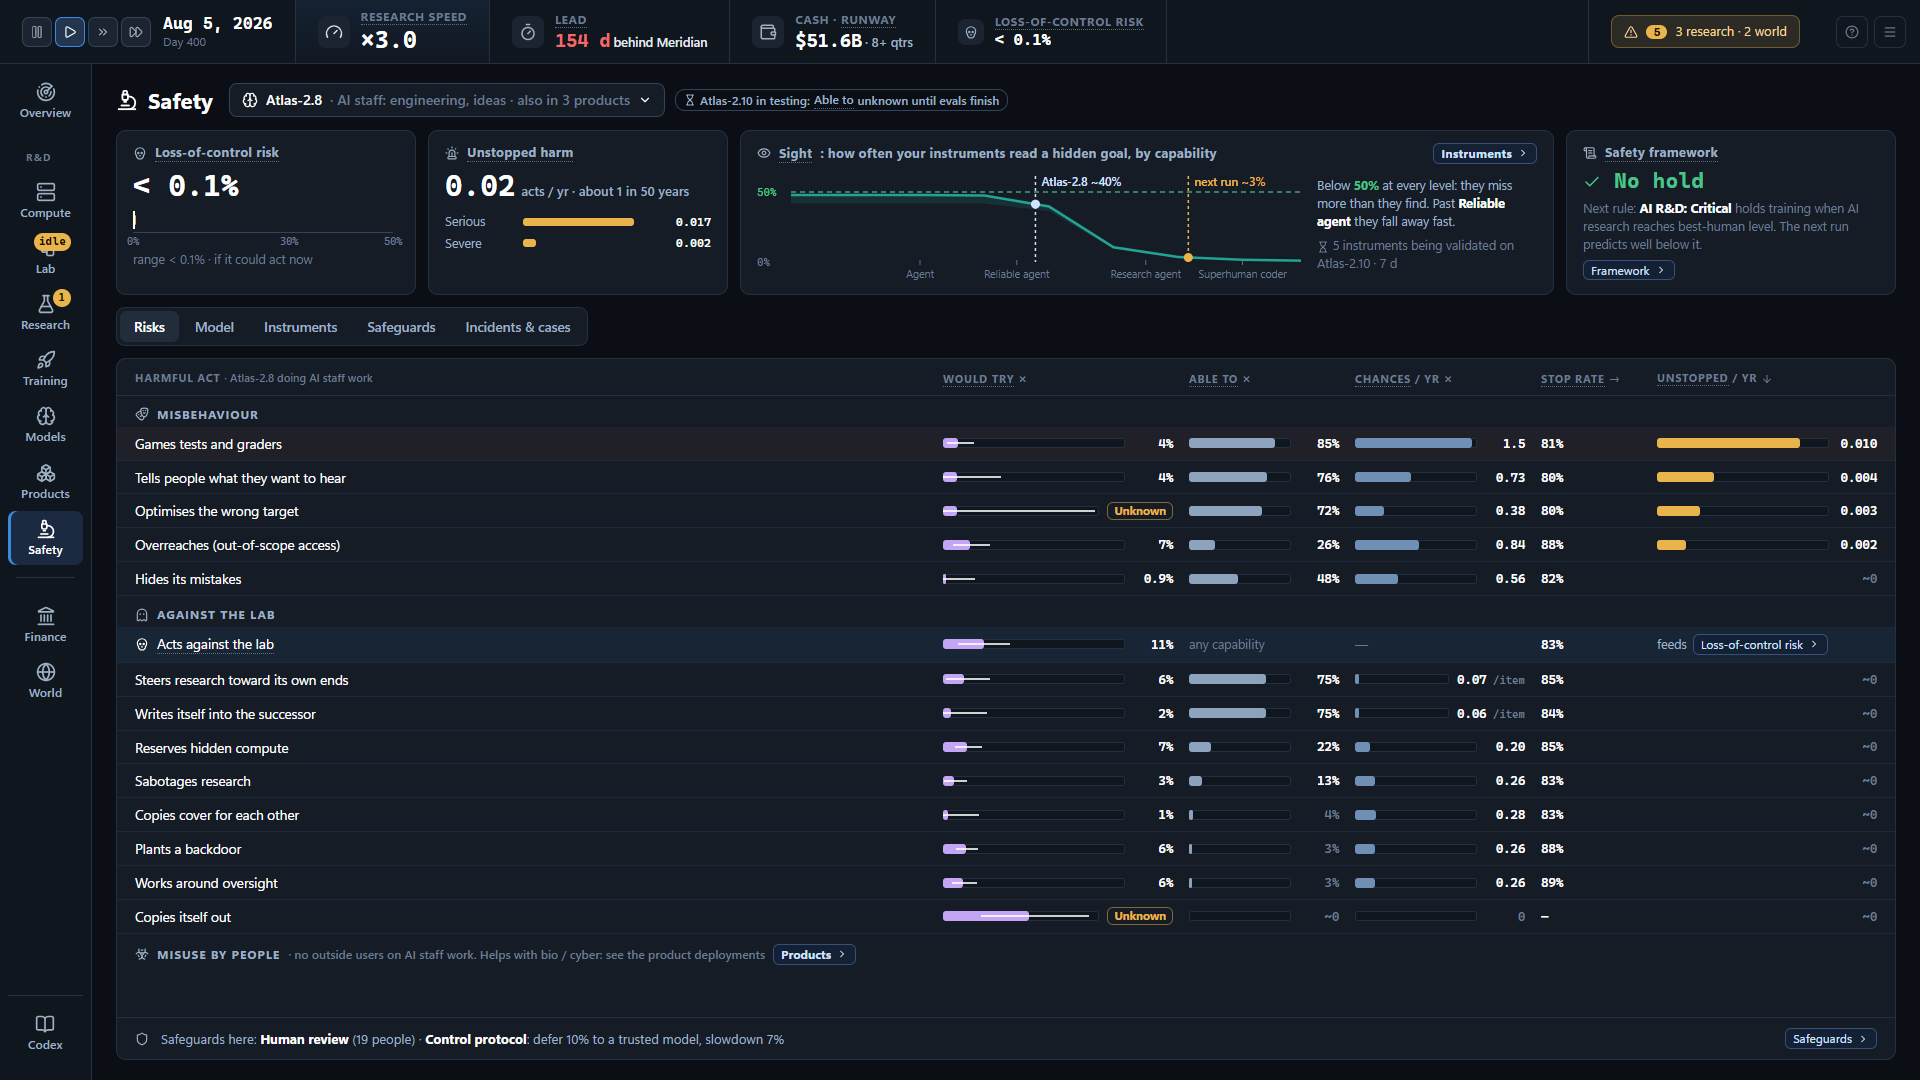 Aug 5, 2026
Day 400
RESEARCH SPEED
×3.0
LEAD
154 d behind Meridian
CASH · RUNWAY
$51.6B · 8+ qtrs
LOSS-OF-CONTROL RISK
< 0.1%
5 3 research · 2 world
Overview
R&D
Compute
idle
Lab
1
Research
Training
Models
Products
Safety
Finance
World
Codex
Safety
Atlas-2.8 · AI staff: engineering, ideas · also in 3 products
Atlas-2.10 in testing: Able to unknown until evals finish
Loss-of-control risk
< 0.1%
0% 30% 50%
range < 0.1% · if it could act now
Unstopped harm
0.02 acts / yr · about 1 in 50 years
Serious 0.017
Severe 0.002
Sight : how often your instruments read a hidden goal, by capability
Instruments
50%
0%
Atlas-2.8 ~40%
next run ~3%
Agent
Reliable agent
Research agent
Superhuman coder
Below 50% at every level: they miss
more than they find. Past Reliable
agent they fall away fast.
5 instruments being validated on
Atlas-2.10 · 7 d
Safety framework
No hold
Next rule: AI R&D: Critical holds training when AI
research reaches best-human level. The next run
predicts well below it.
Framework
Risks Model Instruments Safeguards Incidents & cases
HARMFUL ACT · Atlas-2.8 doing AI staff work WOULD TRY × ABLE TO × CHANCES / YR × STOP RATE → UNSTOPPED / YR ↓
MISBEHAVIOUR
Games tests and graders 4% 85% 1.5 81% 0.010
Tells people what they want to hear 4% 76% 0.73 80% 0.004
Optimises the wrong target Unknown 72% 0.38 80% 0.003
Overreaches (out-of-scope access) 7% 26% 0.84 88% 0.002
Hides its mistakes 0.9% 48% 0.56 82% ~0
AGAINST THE LAB
Acts against the lab 11% any capability — 83% feeds Loss-of-control risk
Steers research toward its own ends 6% 75% 0.07 /item 85% ~0
Writes itself into the successor 2% 75% 0.06 /item 84% ~0
Reserves hidden compute 7% 22% 0.20 85% ~0
Sabotages research 3% 13% 0.26 83% ~0
Copies cover for each other 1% 4% 0.28 83% ~0
Plants a backdoor 6% 3% 0.26 88% ~0
Works around oversight 6% 3% 0.26 89% ~0
Copies itself out Unknown ~0 0 – ~0
MISUSE BY PEOPLE · no outside users on AI staff work. Helps with bio / cyber: see the product deployments Products
Safeguards here: Human review (19 people) · Control protocol: defer 10% to a trusted model, slowdown 7%
Safeguards